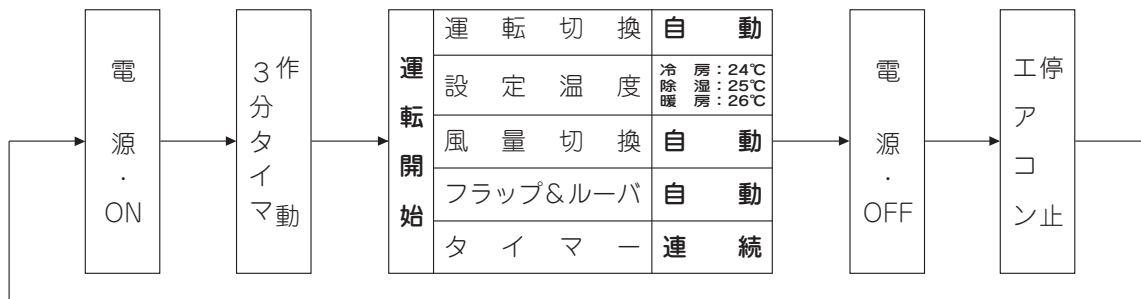 電源・ON
3分タイマ
作動
運転開始
運転切換 自動
設定温度 冷房：24℃
除湿：25℃
暖房：26℃
風量切換 自動
フラップ&ルーバ 自動
タイマー 連続
電源・OFF
エアコン
停止